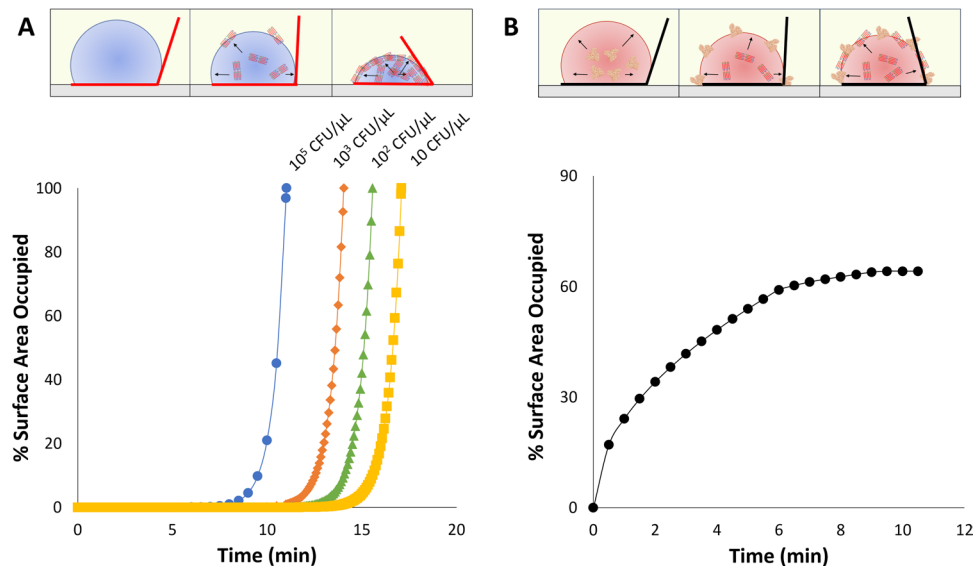 A
10⁵ CFU/µL
10³ CFU/µL
10² CFU/µL
10 CFU/µL
% Surface Area Occupied
100
80
60
40
20
0
0 5 10 15 20
Time (min)
B
% Surface Area Occupied
90
60
30
0
0 2 4 6 8 10 12
Time (min)